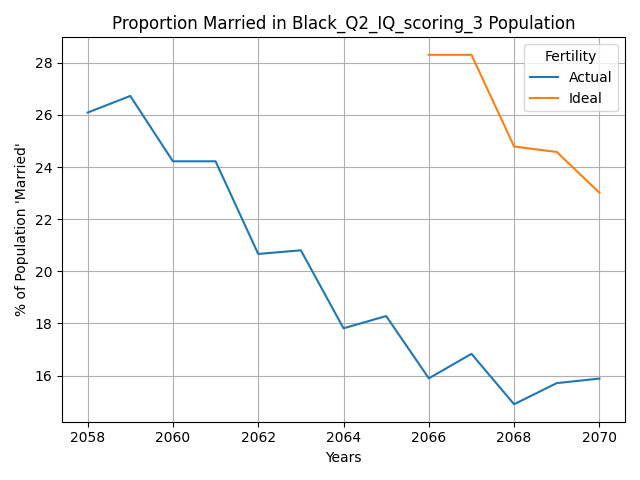 Proportion Married in Black_Q2_IQ_scoring_3 Population
% of Population 'Married'
28
26
24
22
20
18
16
Fertility
Actual
Ideal
2058 2060 2062 2064 2066 2068 2070
Years